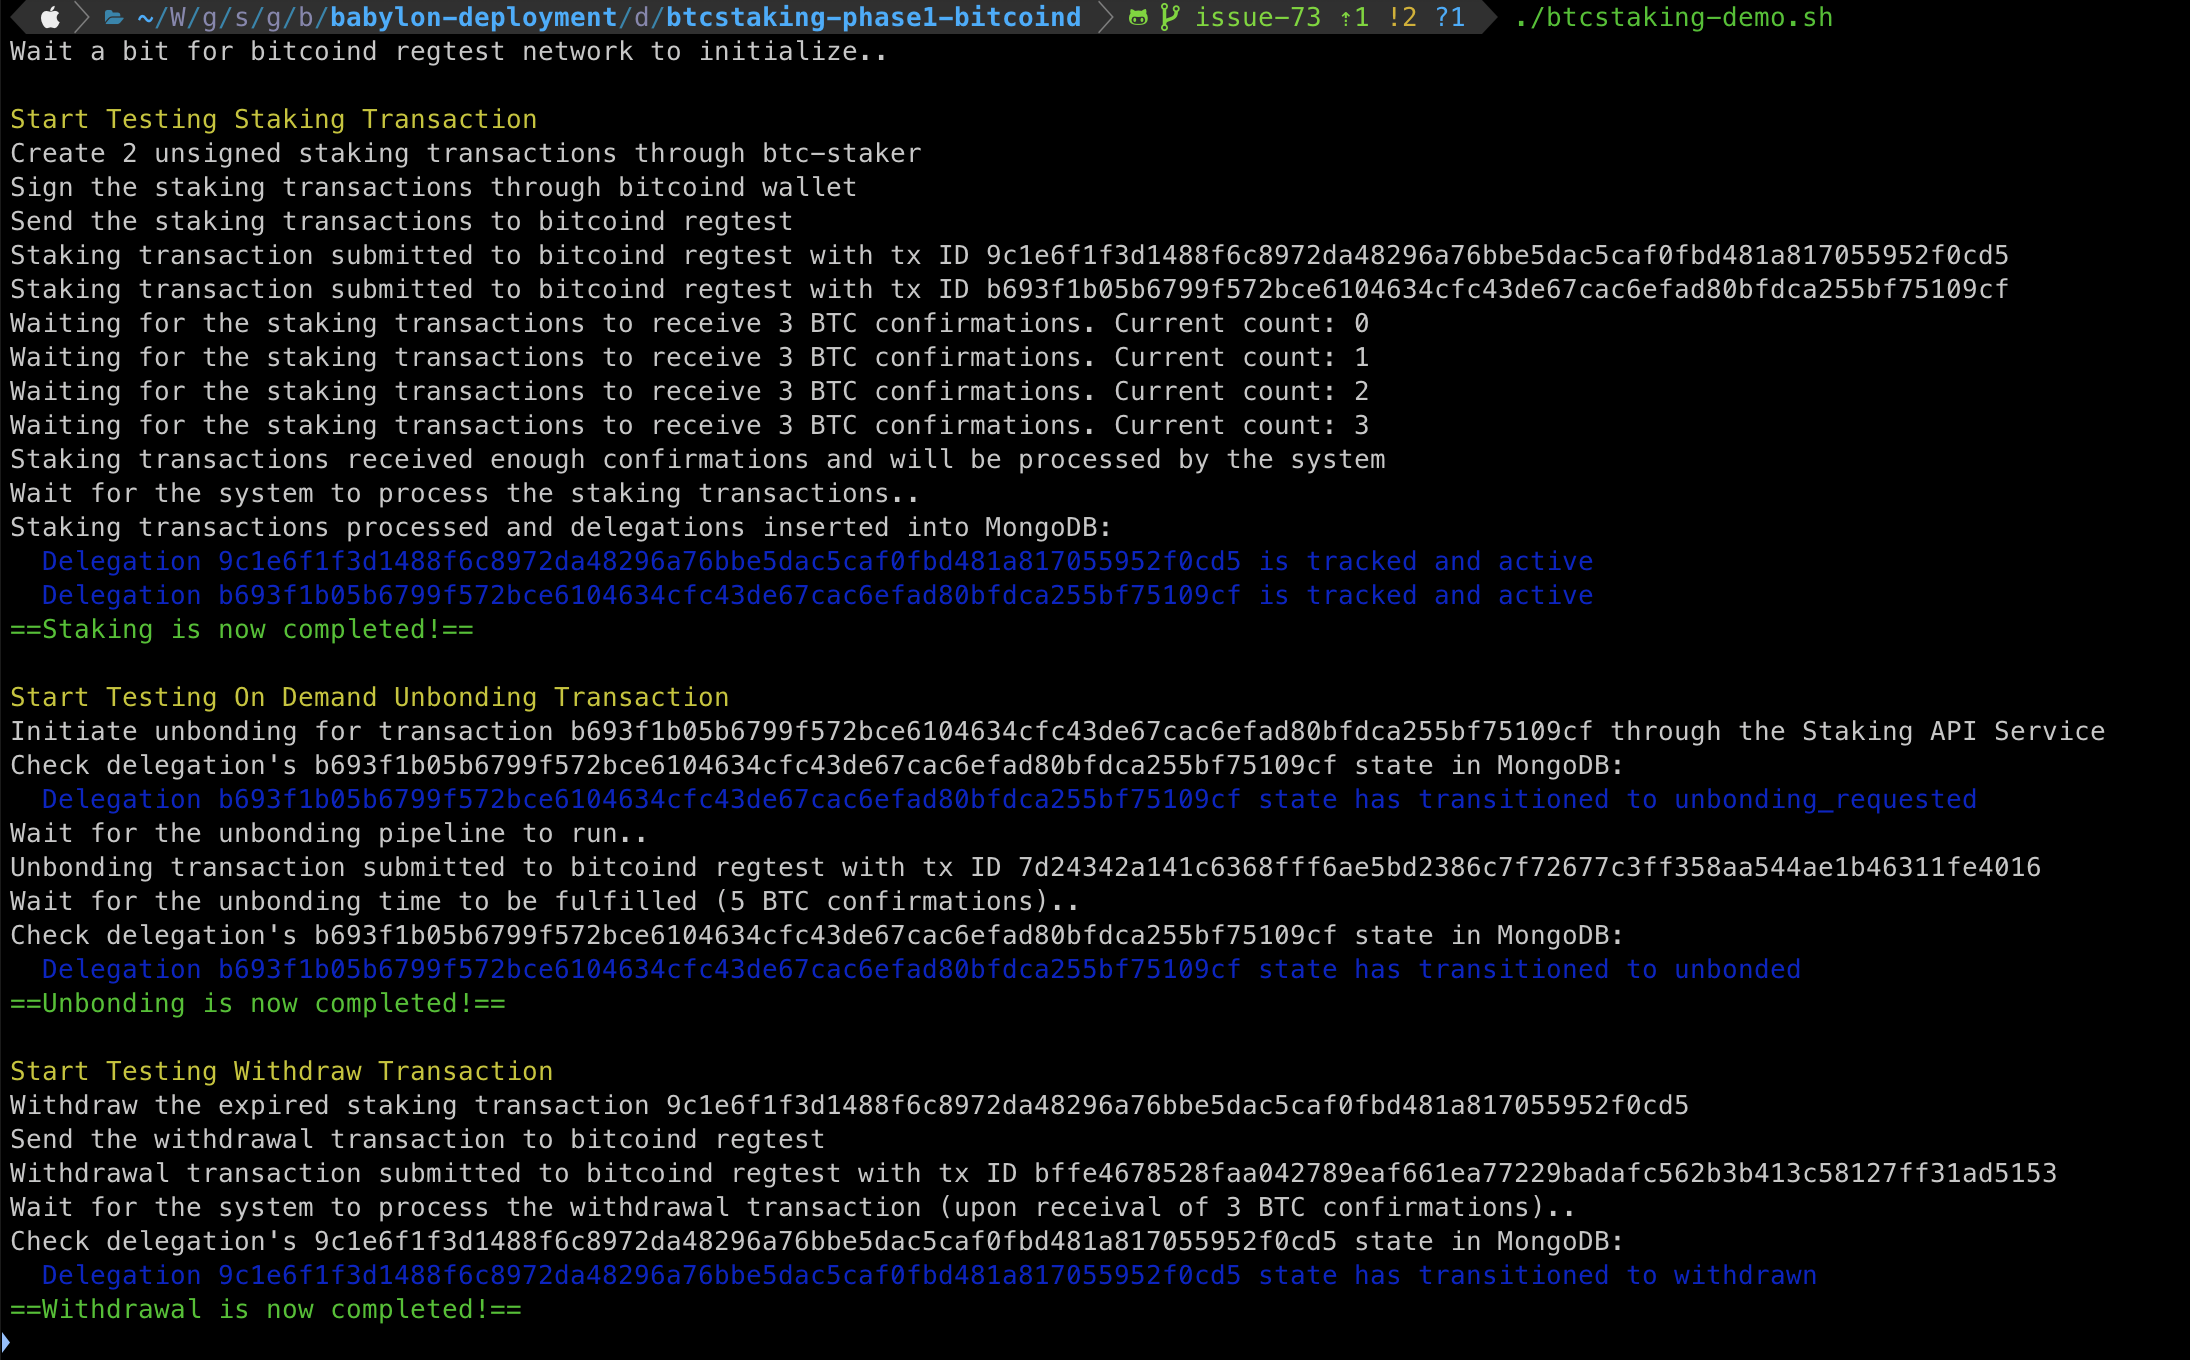 ~/W/g/s/g/b/babylon-deployment/d/btcstaking-phase1-bitcoind issue-73 ⇡1 !2 ?1 ./btcstaking-demo.sh
Wait a bit for bitcoind regtest network to initialize..
Start Testing Staking Transaction
Create 2 unsigned staking transactions through btc-staker
Sign the staking transactions through bitcoind wallet
Send the staking transactions to bitcoind regtest
Staking transaction submitted to bitcoind regtest with tx ID 9c1e6f1f3d1488f6c8972da48296a76bbe5dac5caf0fbd481a817055952f0cd5
Staking transaction submitted to bitcoind regtest with tx ID b693f1b05b6799f572bce6104634cfc43de67cac6efad80bfdca255bf75109cf
Waiting for the staking transactions to receive 3 BTC confirmations. Current count: 0
Waiting for the staking transactions to receive 3 BTC confirmations. Current count: 1
Waiting for the staking transactions to receive 3 BTC confirmations. Current count: 2
Waiting for the staking transactions to receive 3 BTC confirmations. Current count: 3
Staking transactions received enough confirmations and will be processed by the system
Wait for the system to process the staking transactions..
Staking transactions processed and delegations inserted into MongoDB:
Delegation 9c1e6f1f3d1488f6c8972da48296a76bbe5dac5caf0fbd481a817055952f0cd5 is tracked and active
Delegation b693f1b05b6799f572bce6104634cfc43de67cac6efad80bfdca255bf75109cf is tracked and active
==Staking is now completed!==
Start Testing On Demand Unbonding Transaction
Initiate unbonding for transaction b693f1b05b6799f572bce6104634cfc43de67cac6efad80bfdca255bf75109cf through the Staking API Service
Check delegation's b693f1b05b6799f572bce6104634cfc43de67cac6efad80bfdca255bf75109cf state in MongoDB:
Delegation b693f1b05b6799f572bce6104634cfc43de67cac6efad80bfdca255bf75109cf state has transitioned to unbonding_requested
Wait for the unbonding pipeline to run..
Unbonding transaction submitted to bitcoind regtest with tx ID 7d24342a141c6368fff6ae5bd2386c7f72677c3ff358aa544ae1b46311fe4016
Wait for the unbonding time to be fulfilled (5 BTC confirmations)..
Check delegation's b693f1b05b6799f572bce6104634cfc43de67cac6efad80bfdca255bf75109cf state in MongoDB:
Delegation b693f1b05b6799f572bce6104634cfc43de67cac6efad80bfdca255bf75109cf state has transitioned to unbonded
==Unbonding is now completed!==
Start Testing Withdraw Transaction
Withdraw the expired staking transaction 9c1e6f1f3d1488f6c8972da48296a76bbe5dac5caf0fbd481a817055952f0cd5
Send the withdrawal transaction to bitcoind regtest
Withdrawal transaction submitted to bitcoind regtest with tx ID bffe4678528faa042789eaf661ea77229badafc562b3b413c58127ff31ad5153
Wait for the system to process the withdrawal transaction (upon receival of 3 BTC confirmations)..
Check delegation's 9c1e6f1f3d1488f6c8972da48296a76bbe5dac5caf0fbd481a817055952f0cd5 state in MongoDB:
Delegation 9c1e6f1f3d1488f6c8972da48296a76bbe5dac5caf0fbd481a817055952f0cd5 state has transitioned to withdrawn
==Withdrawal is now completed!==